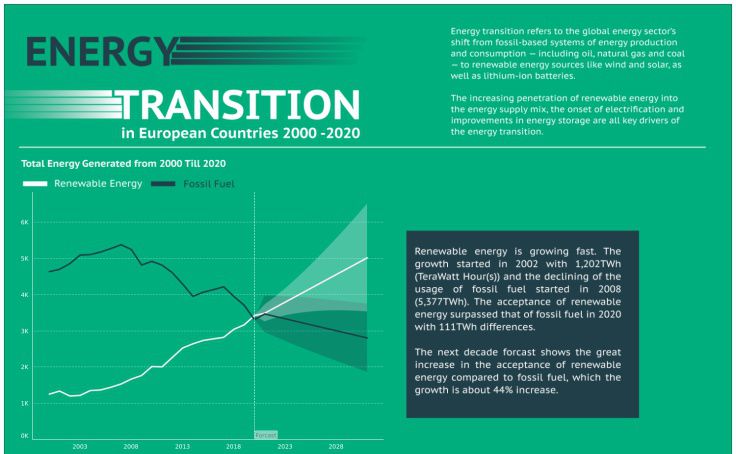 ENERGY
TRANSITION
in European Countries 2000 -2020
Energy transition refers to the global energy sector's
shift from fossil-based systems of energy production
and consumption — including oil, natural gas and coal
— to renewable energy sources like wind and solar, as
well as lithium-ion batteries.
The increasing penetration of renewable energy into
the energy supply mix, the onset of electrification and
improvements in energy storage are all key drivers of
the energy transition.
Total Energy Generated from 2000 Till 2020
Renewable Energy Fossil Fuel
6K
5K
4K
3K
2K
1K
0K
Forcast
2003 2008 2013 2018 2023 2028
Renewable energy is growing fast. The
growth started in 2002 with 1,202TWh
(TeraWatt Hour(s)) and the declining of the
usage of fossil fuel started in 2008
(5,377TWh). The acceptance of renewable
energy surpassed that of fossil fuel in 2020
with 111TWh differences.
The next decade forcast shows the great
increase in the acceptance of renewable
energy compared to fossil fuel, which the
growth is about 44% increase.